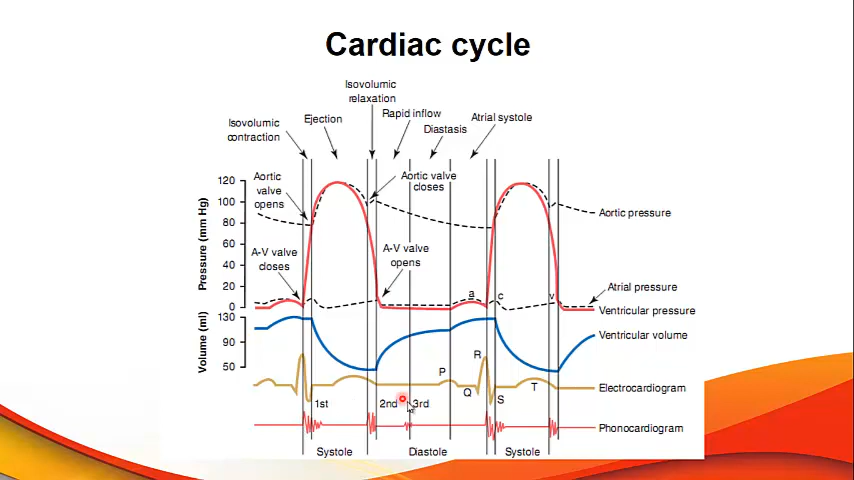 Cardiac cycle
Isovolumic
relaxation
Isovolumic
contraction
Ejection
Rapid inflow
Diastasis
Atrial systole
Aortic
valve
opens
Aortic valve
closes
A-V valve
closes
A-V valve
opens
Pressure (mm Hg)
120
100
80
60
40
20
0
Volume (ml)
130
90
50
a
c
v
Aortic pressure
Atrial pressure
Ventricular pressure
Ventricular volume
P
R
Q
S
T
Electrocardiogram
1st
2nd
3rd
Phonocardiogram
Systole
Diastole
Systole